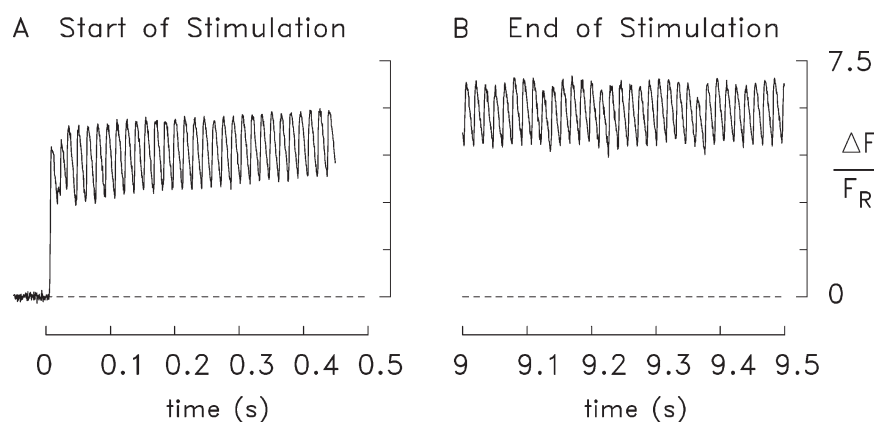 A Start of Stimulation
B End of Stimulation
7.5
△F
F_R
0
0 0.1 0.2 0.3 0.4 0.5
9 9.1 9.2 9.3 9.4 9.5
time (s)
time (s)